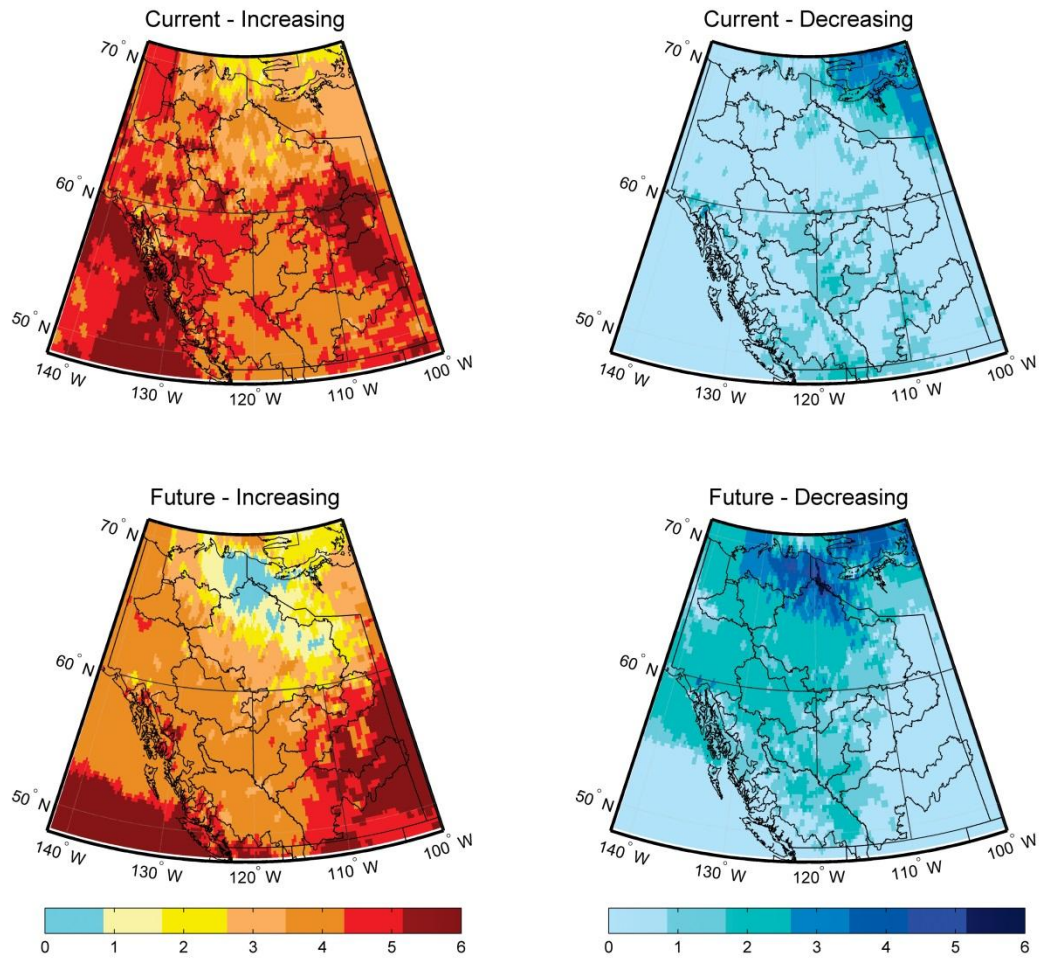 Current - Increasing
Current - Decreasing
70° N
60° N
50° N
140° W
130° W
120° W
110° W
100° W
70° N
60° N
50° N
140° W
130° W
120° W
110° W
100° W
Future - Increasing
Future - Decreasing
70° N
60° N
50° N
140° W
130° W
120° W
110° W
100° W
70° N
60° N
50° N
140° W
130° W
120° W
110° W
100° W
0 1 2 3 4 5 6
0 1 2 3 4 5 6